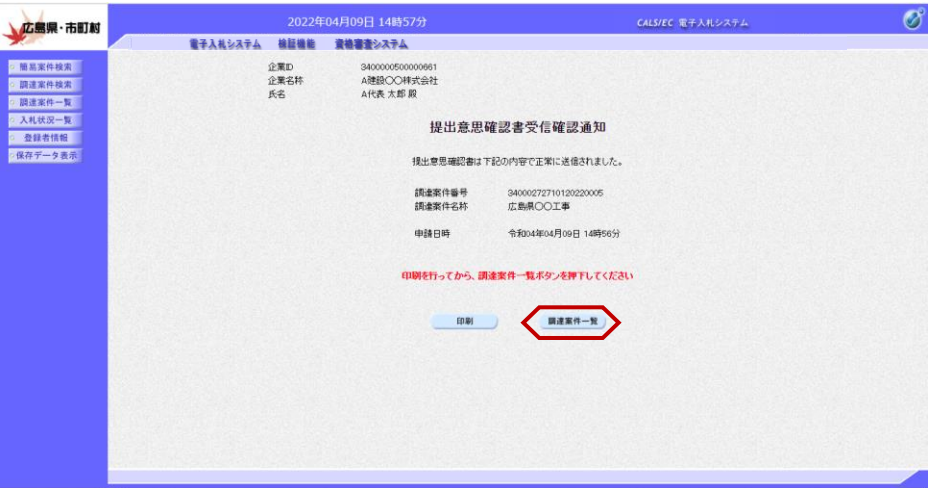 広島県・市町村
2022年04月09日 14時57分
CALS/EC 電子入札システム
電子入札システム 検証機能 資格審査システム
簡易案件検索
調達案件検索
調達案件一覧
入札状況一覧
登録者情報
保存データ表示
企業ID 3400000500000661
企業名称 A建設〇〇株式会社
氏名 A代表 太郎 殿
提出意思確認書受信確認通知
提出意思確認書は下記の内容で正常に送信されました。
調達案件番号 34000272710120220005
調達案件名称 広島県〇〇工事
申請日時 令和04年04月09日 14時56分
印刷を行ってから、調達案件一覧ボタンを押下してください
印刷
調達案件一覧